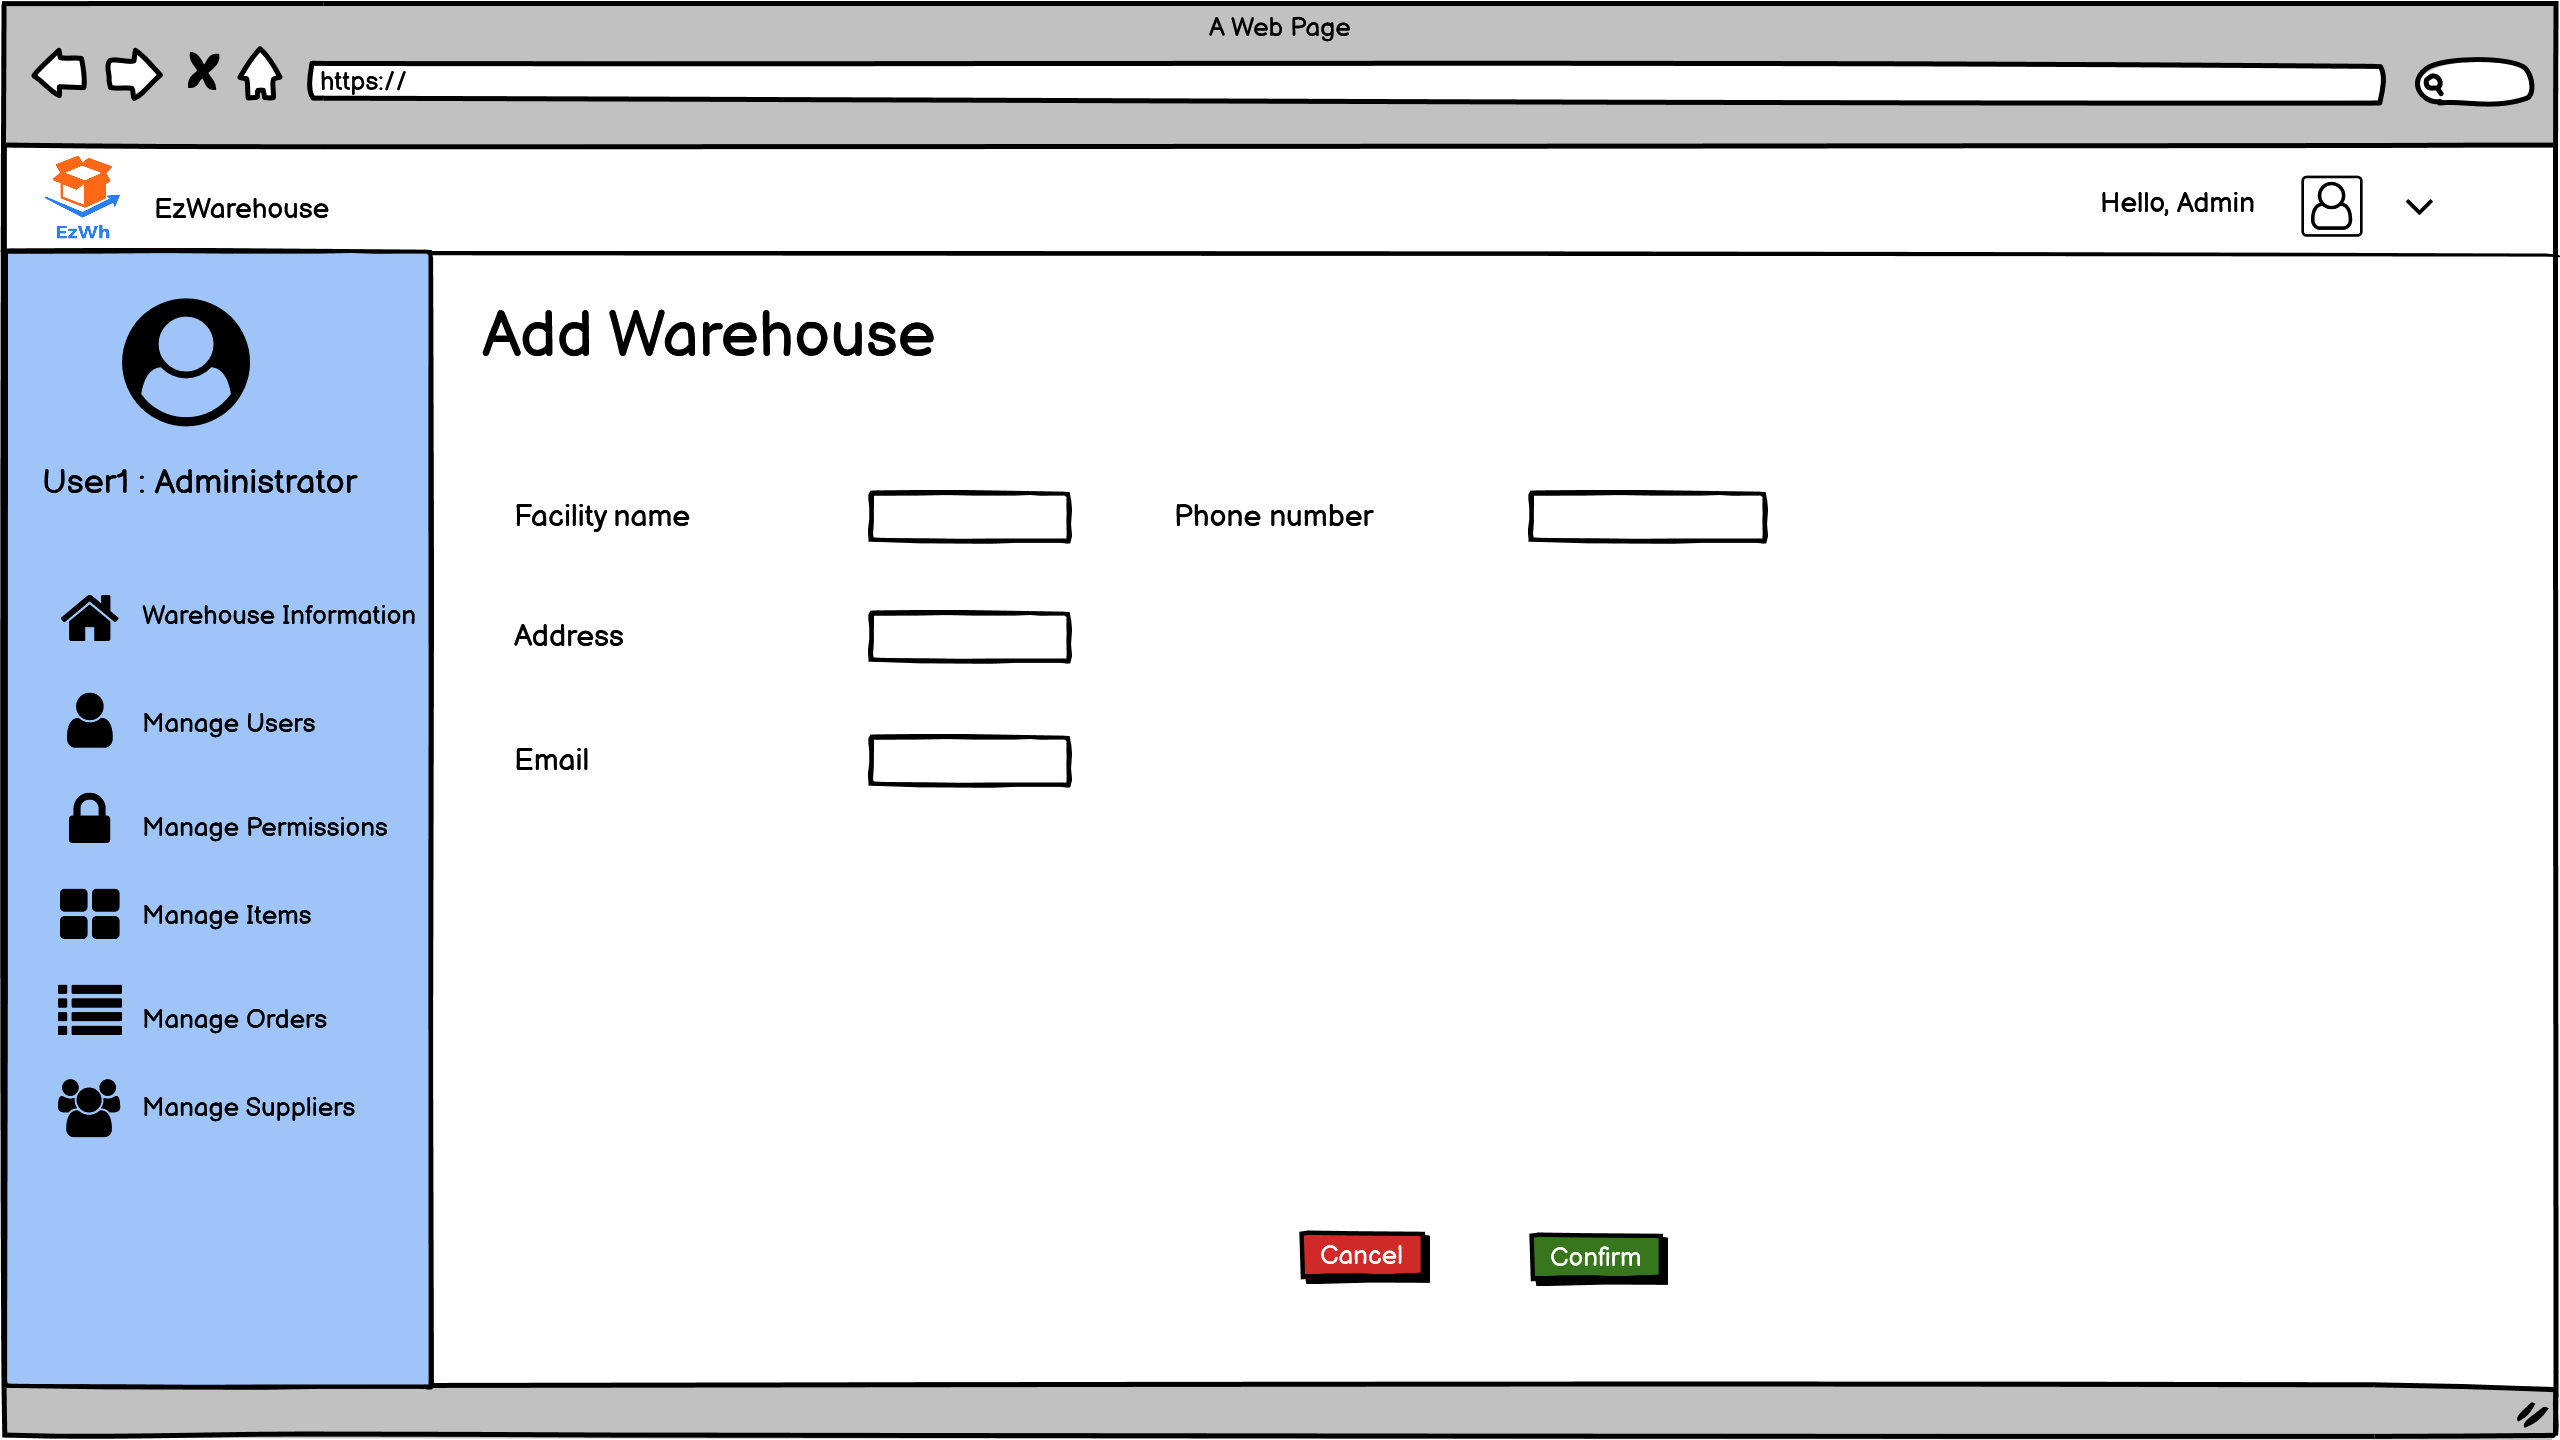 A Web Page
https://
EzWh
EzWarehouse
Hello, Admin
Add Warehouse
User1 : Administrator
Facility name
Phone number
Warehouse Information
Address
Manage Users
Email
Manage Permissions
Manage Items
Manage Orders
Manage Suppliers
Cancel
Confirm